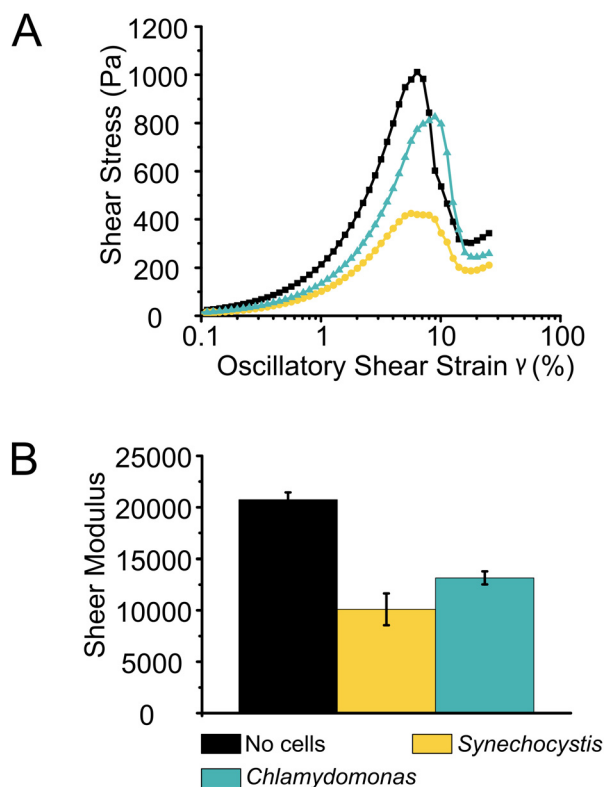 A
Shear Stress (Pa)
1200
1000
800
600
400
200
0
0.1 1 10 100
Oscillatory Shear Strain γ (%)
B
Sheer Modulus
25000
20000
15000
10000
5000
0
No cells Synechocystis
Chlamydomonas